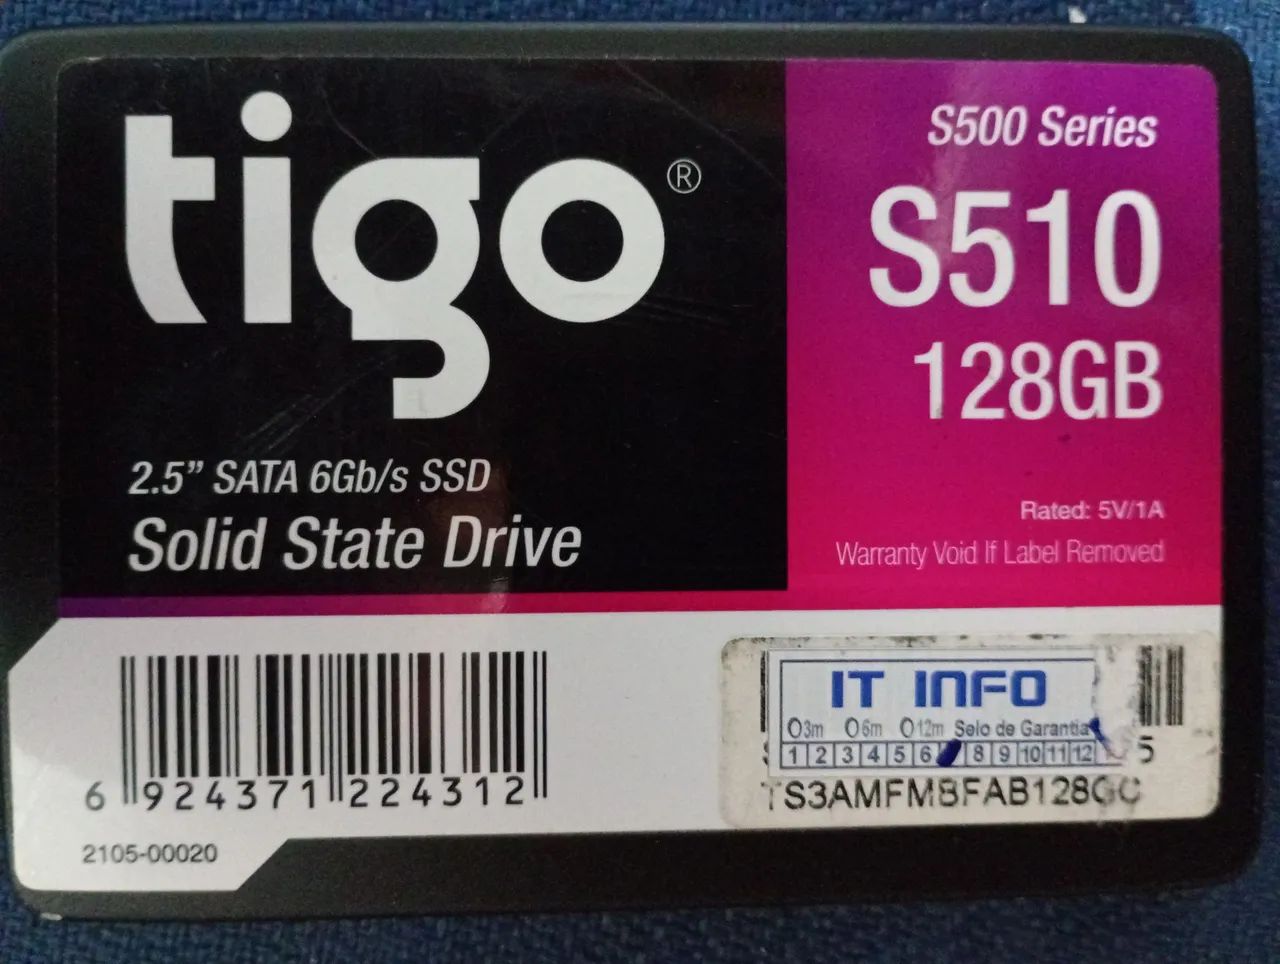 tigo®
S500 Series
S510
128GB
2.5” SATA 6Gb/s SSD
Solid State Drive
Rated: 5V/1A
Warranty Void If Label Removed
6 924371 224312
2105-00020
IT INFO
3m 6m 12m Selo de Garantia
1 2 3 4 5 6 8 9 10 11 12
5
TS3AMFMBFAB128GC